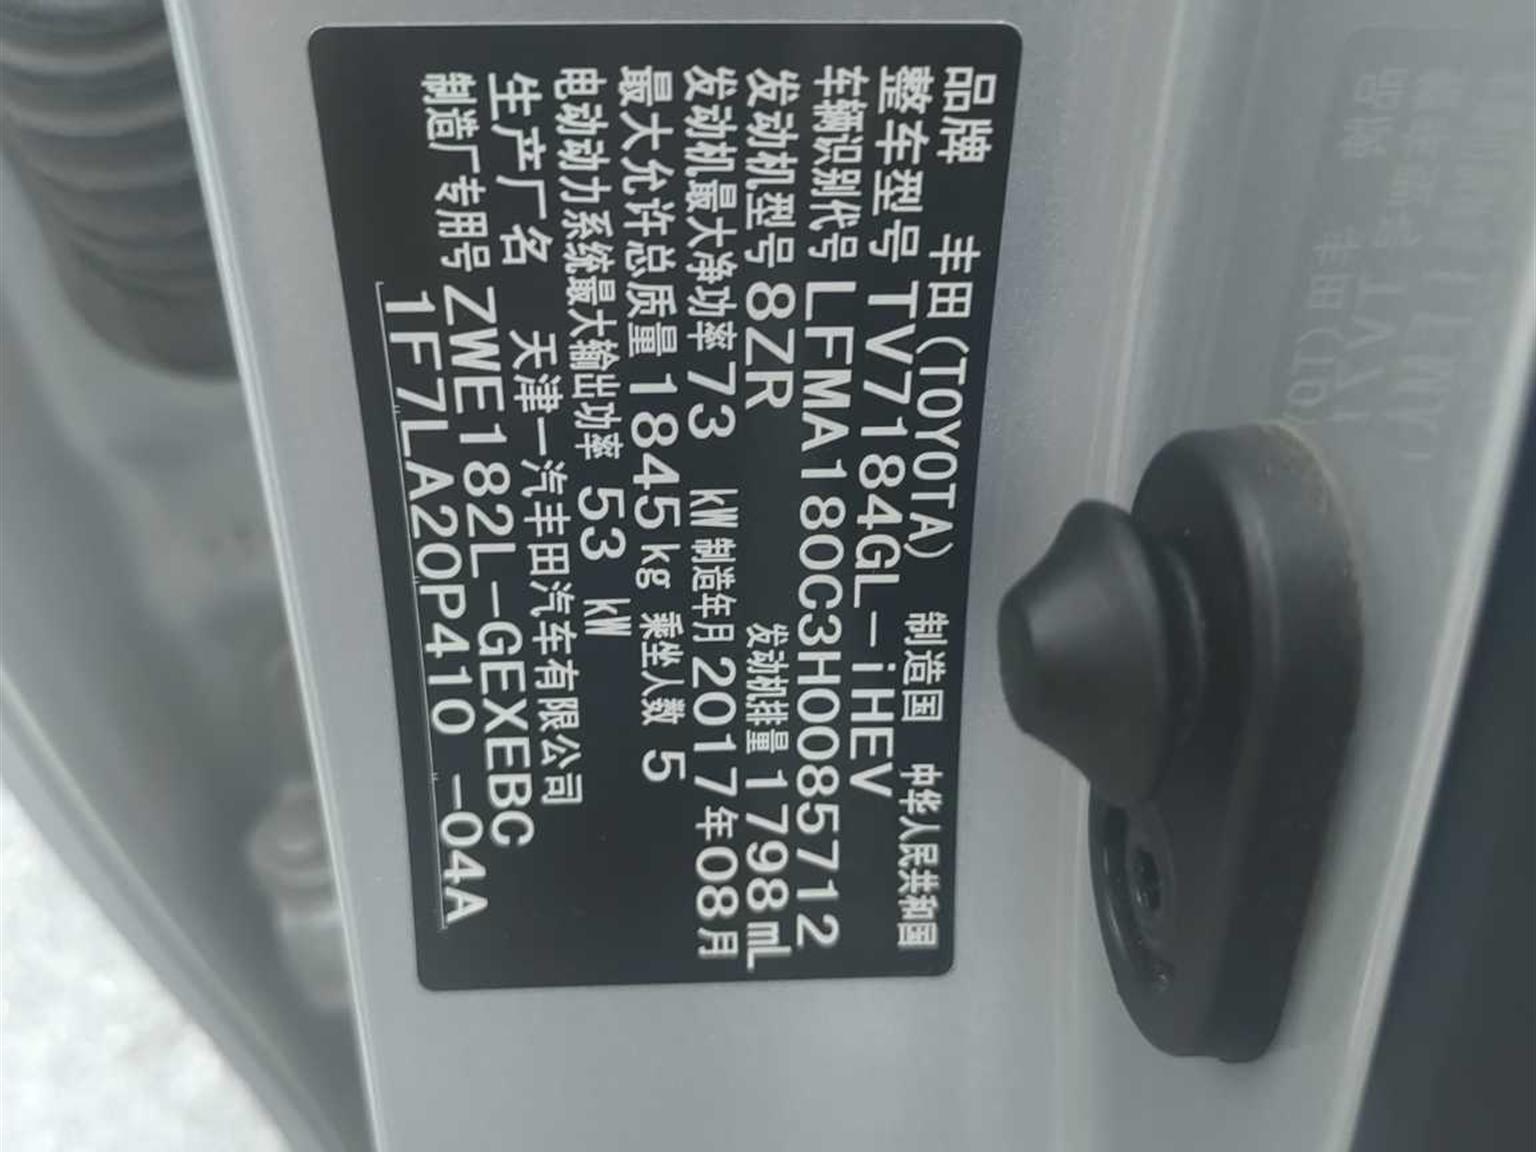 品牌 丰田(TOYOTA) 制造国 中华人民共和国
整车型号 TV7184GL-iHEV
车辆识别代号 LFMA180C3H0085712
发动机型号 8ZR 发动机排量 1798mL
发动机最大净功率 73 kW 制造年月 2017年08月
最大允许总质量 1845kg 乘坐人数 5
电动动力系统最大输出功率 53 kW
生产厂名 天津一汽丰田汽车有限公司
制造厂专用号 ZWE182L-GEXEBC
1F7LA20P410 -04A